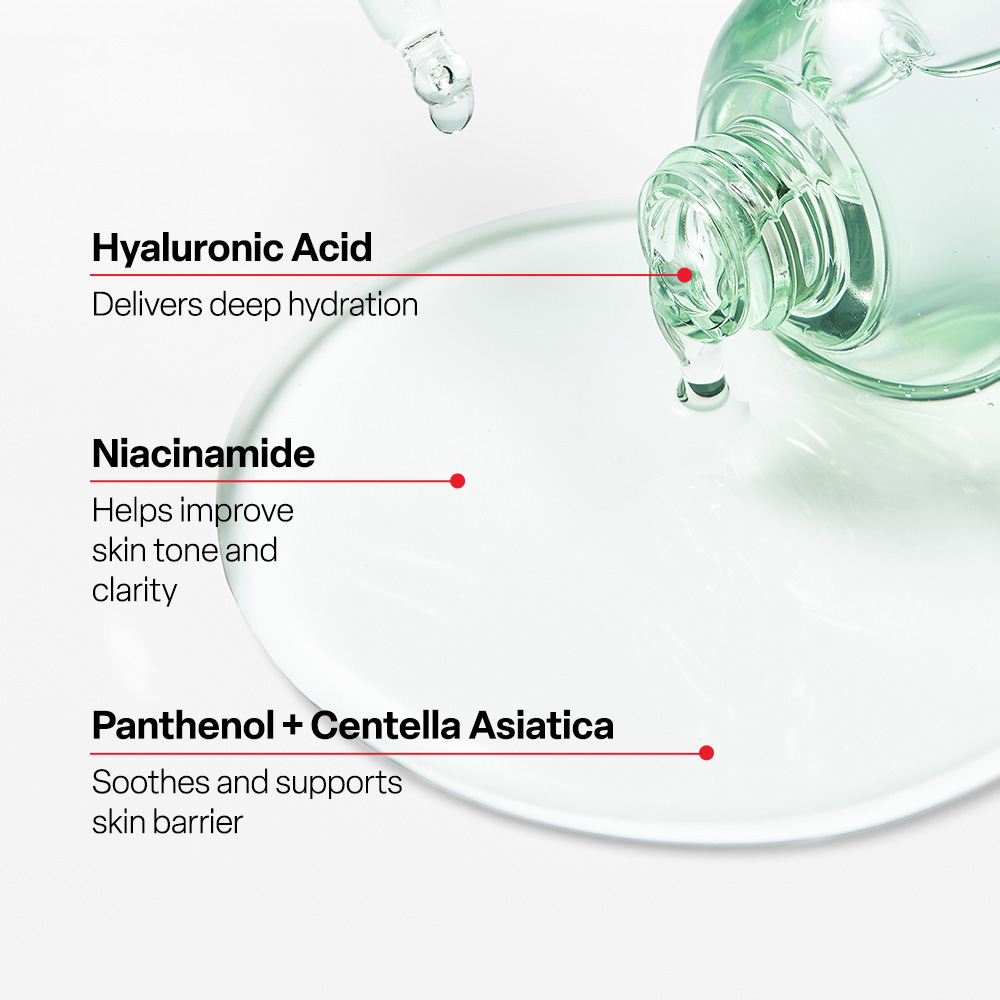 Hyaluronic Acid
Delivers deep hydration
Niacinamide
Helps improve
skin tone and
clarity
Panthenol + Centella Asiatica
Soothes and supports
skin barrier